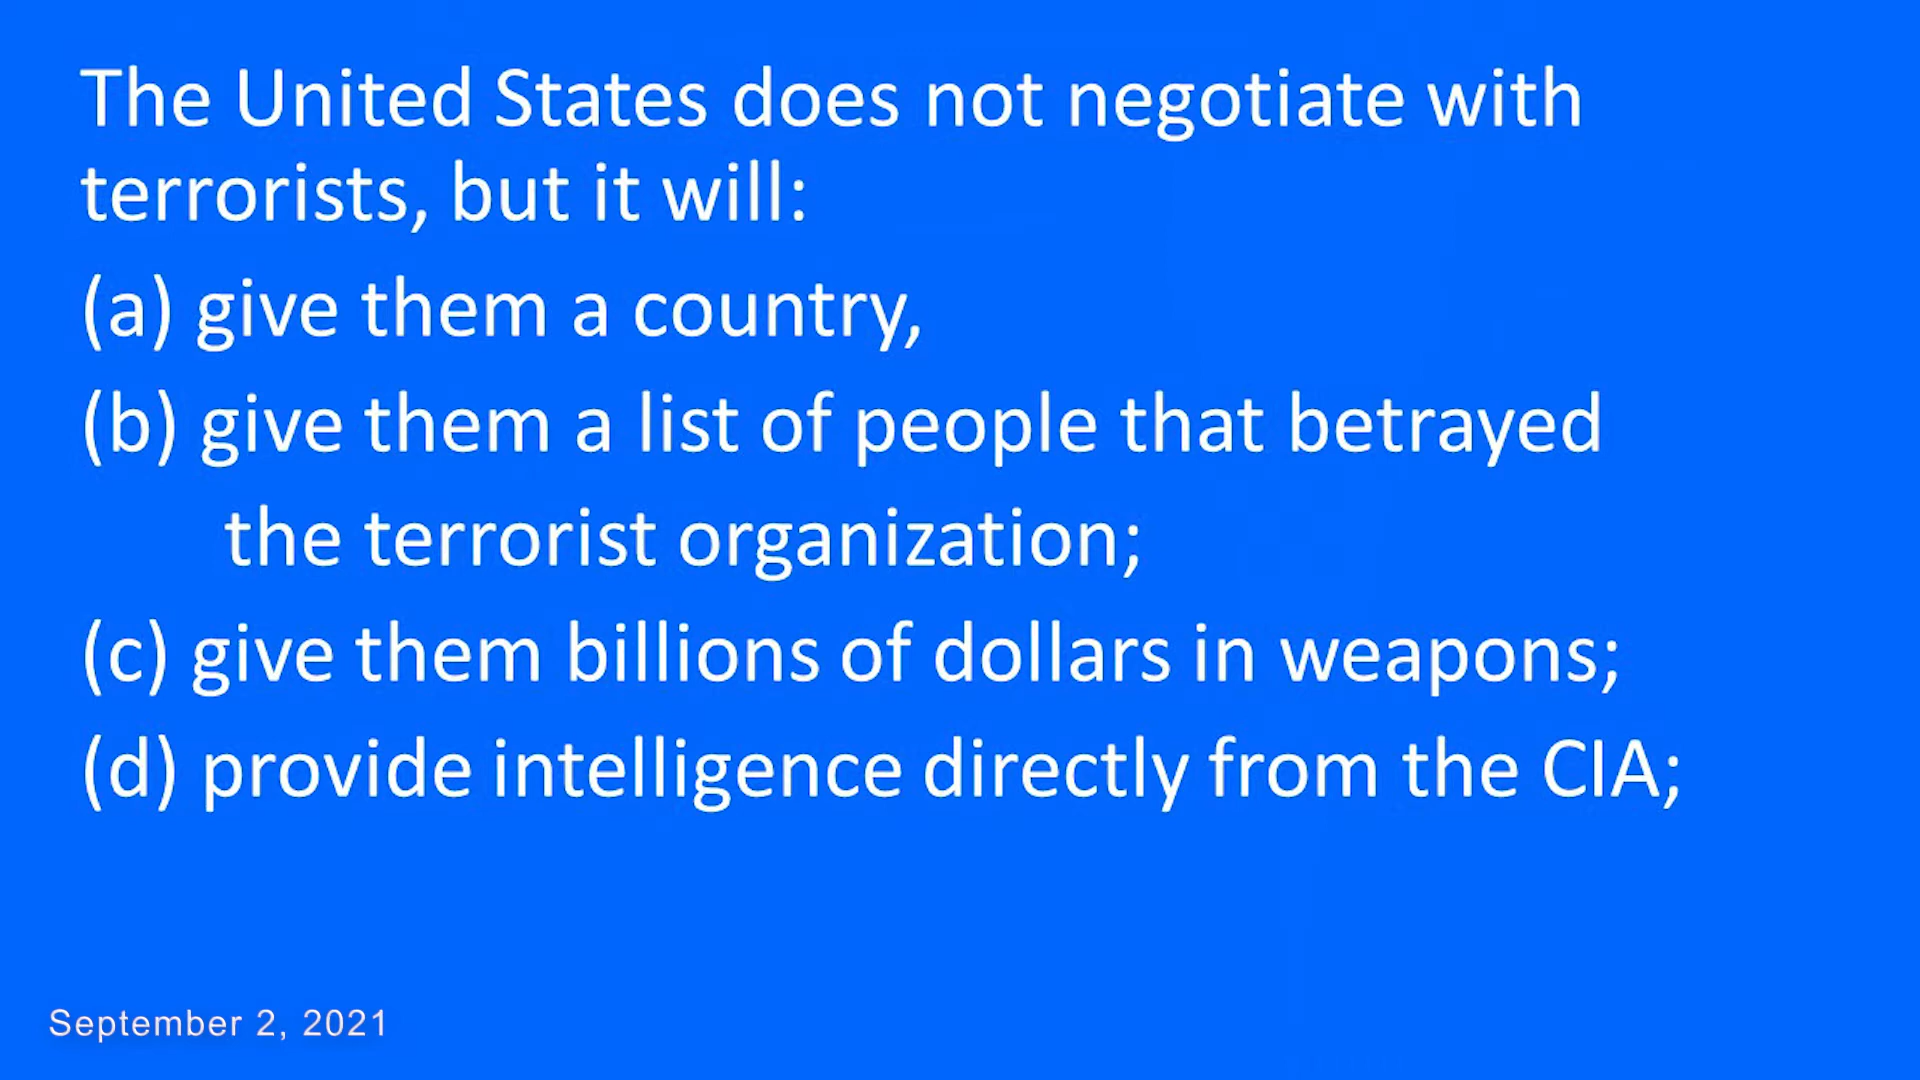 The United States does not negotiate with
terrorists, but it will:
(a) give them a country,
(b) give them a list of people that betrayed
the terrorist organization;
(c) give them billions of dollars in weapons;
(d) provide intelligence directly from the CIA;
September 2, 2021